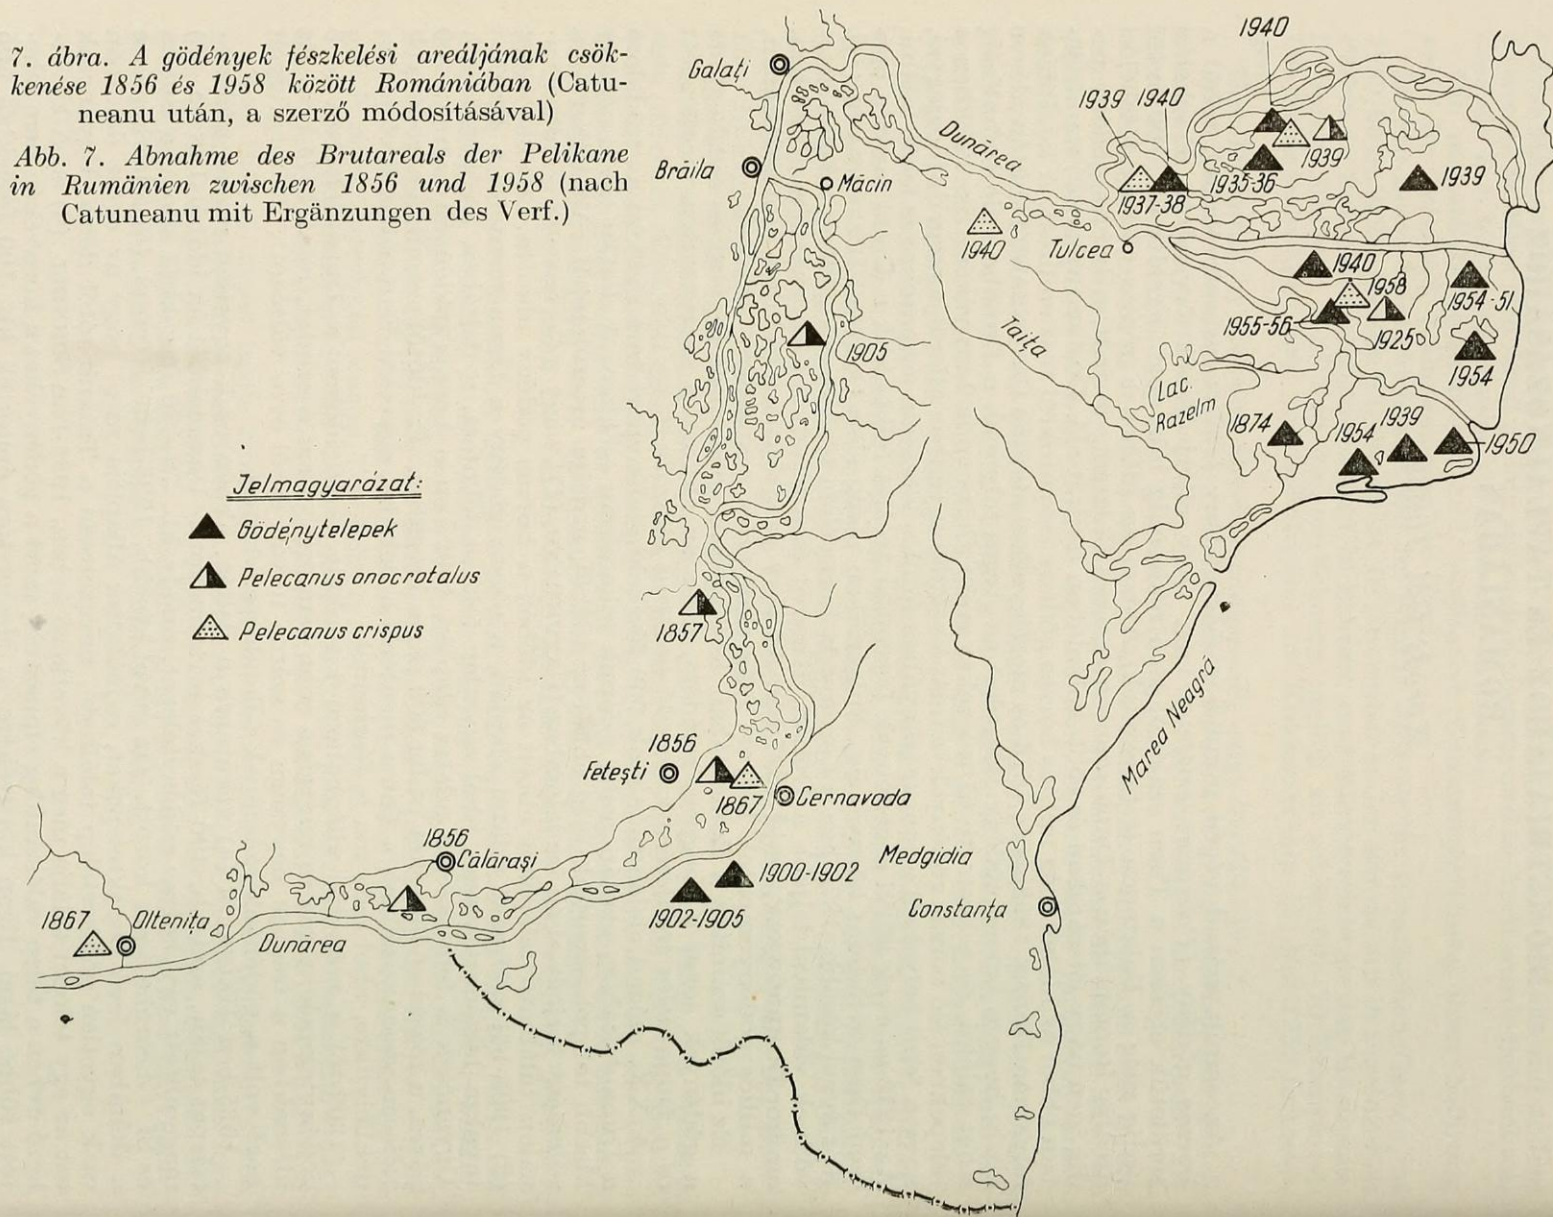 7. ábra. A gödények fészkelési areáljának csök-
kenése 1856 és 1958 között Romániában (Catu-
neanu után, a szerző módosításával)
Abb. 7. Abnahme des Brutareals der Pelikane
in Rumänien zwischen 1856 und 1958 (nach
Catuneanu mit Ergänzungen des Verf.)
1940
Galați
1939 1940
Dunărea
Brăila
Măcin
1939
1935-36
1939
1937-38
1940
Tulcea
1940
1958
1954-51.
1955-56
1925
1905
Taița
1954
Lac.
Razelm
1874
1954
1939
1950
Jelmagyarázat:
Gödénytelepek
Pelecanus onocrotalus
Pelecanus crispus
1857
Marea Neagră
1856
Fetești
1867
Cernavoda
1856
Călărași
Medgidia
1900-1902
1902-1905
Constanța
1867
Oltenița
Dunărea